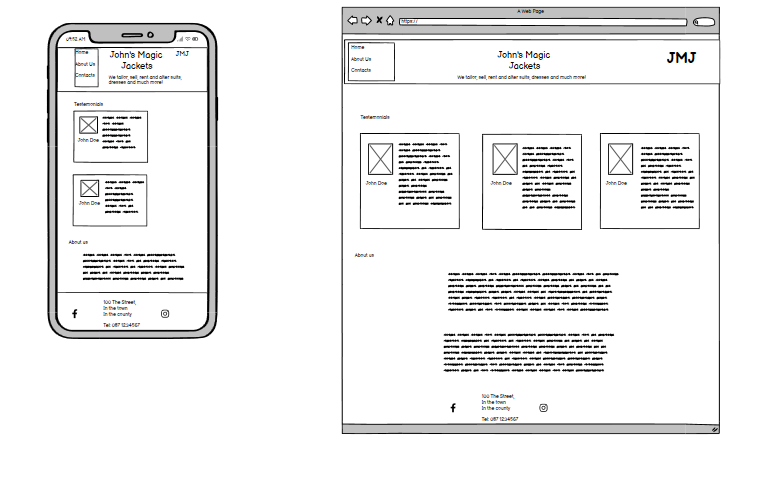 09:52 AM
Home
About Us
Contacts
John's Magic
Jackets
JMJ
We tailor, sell, rent and alter suits,
dresses and much more!
Testemonials
John Doe
John Doe
About us
100 The Street,
In the town
In the county
Tel: 087 1234567
A Web Page
https://
Home
About Us
Contacts
John's Magic
Jackets
JMJ
We tailor, sell, rent and alter suits, dresses and much more!
Testemonials
John Doe
John Doe
John Doe
About us
100 The Street,
In the town
In the county
Tel: 087 1234567